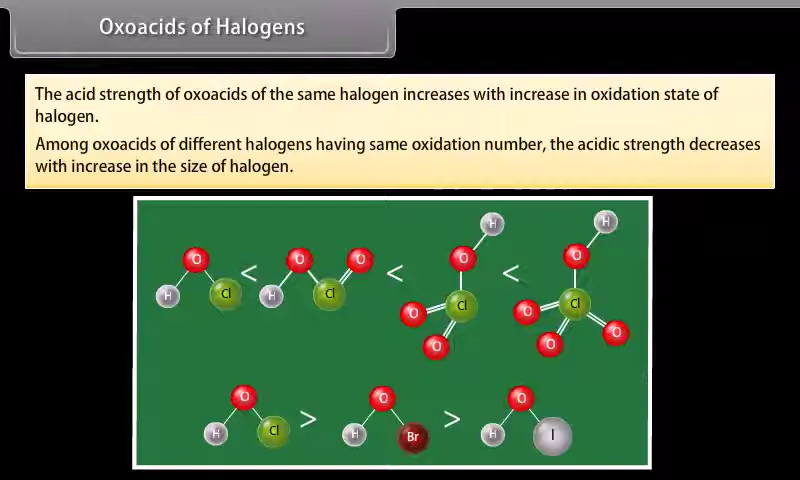 Oxoacids of Halogens
The acid strength of oxoacids of the same halogen increases with increase in oxidation state of
halogen.
Among oxoacids of different halogens having same oxidation number, the acidic strength decreases
with increase in the size of halogen.
H O Cl < H O Cl O < H O Cl O O < H O Cl O O O
H O Cl > H O Br > H O I